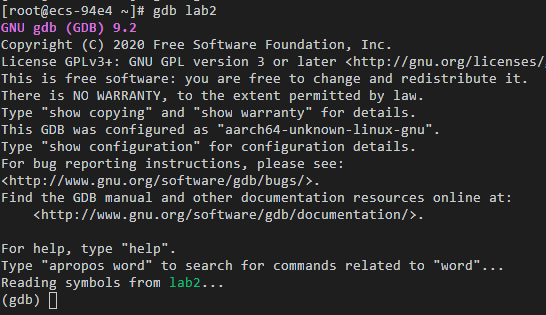 [root@ecs-94e4 ~]# gdb lab2
GNU gdb (GDB) 9.2
Copyright (C) 2020 Free Software Foundation, Inc.
License GPLv3+: GNU GPL version 3 or later <http://gnu.org/licenses/
This is free software: you are free to change and redistribute it.
There is NO WARRANTY, to the extent permitted by law.
Type "show copying" and "show warranty" for details.
This GDB was configured as "aarch64-unknown-linux-gnu".
Type "show configuration" for configuration details.
For bug reporting instructions, please see:
<http://www.gnu.org/software/gdb/bugs/>.
Find the GDB manual and other documentation resources online at:
    <http://www.gnu.org/software/gdb/documentation/>.
For help, type "help".
Type "apropos word" to search for commands related to "word"...
Reading symbols from lab2...
(gdb)